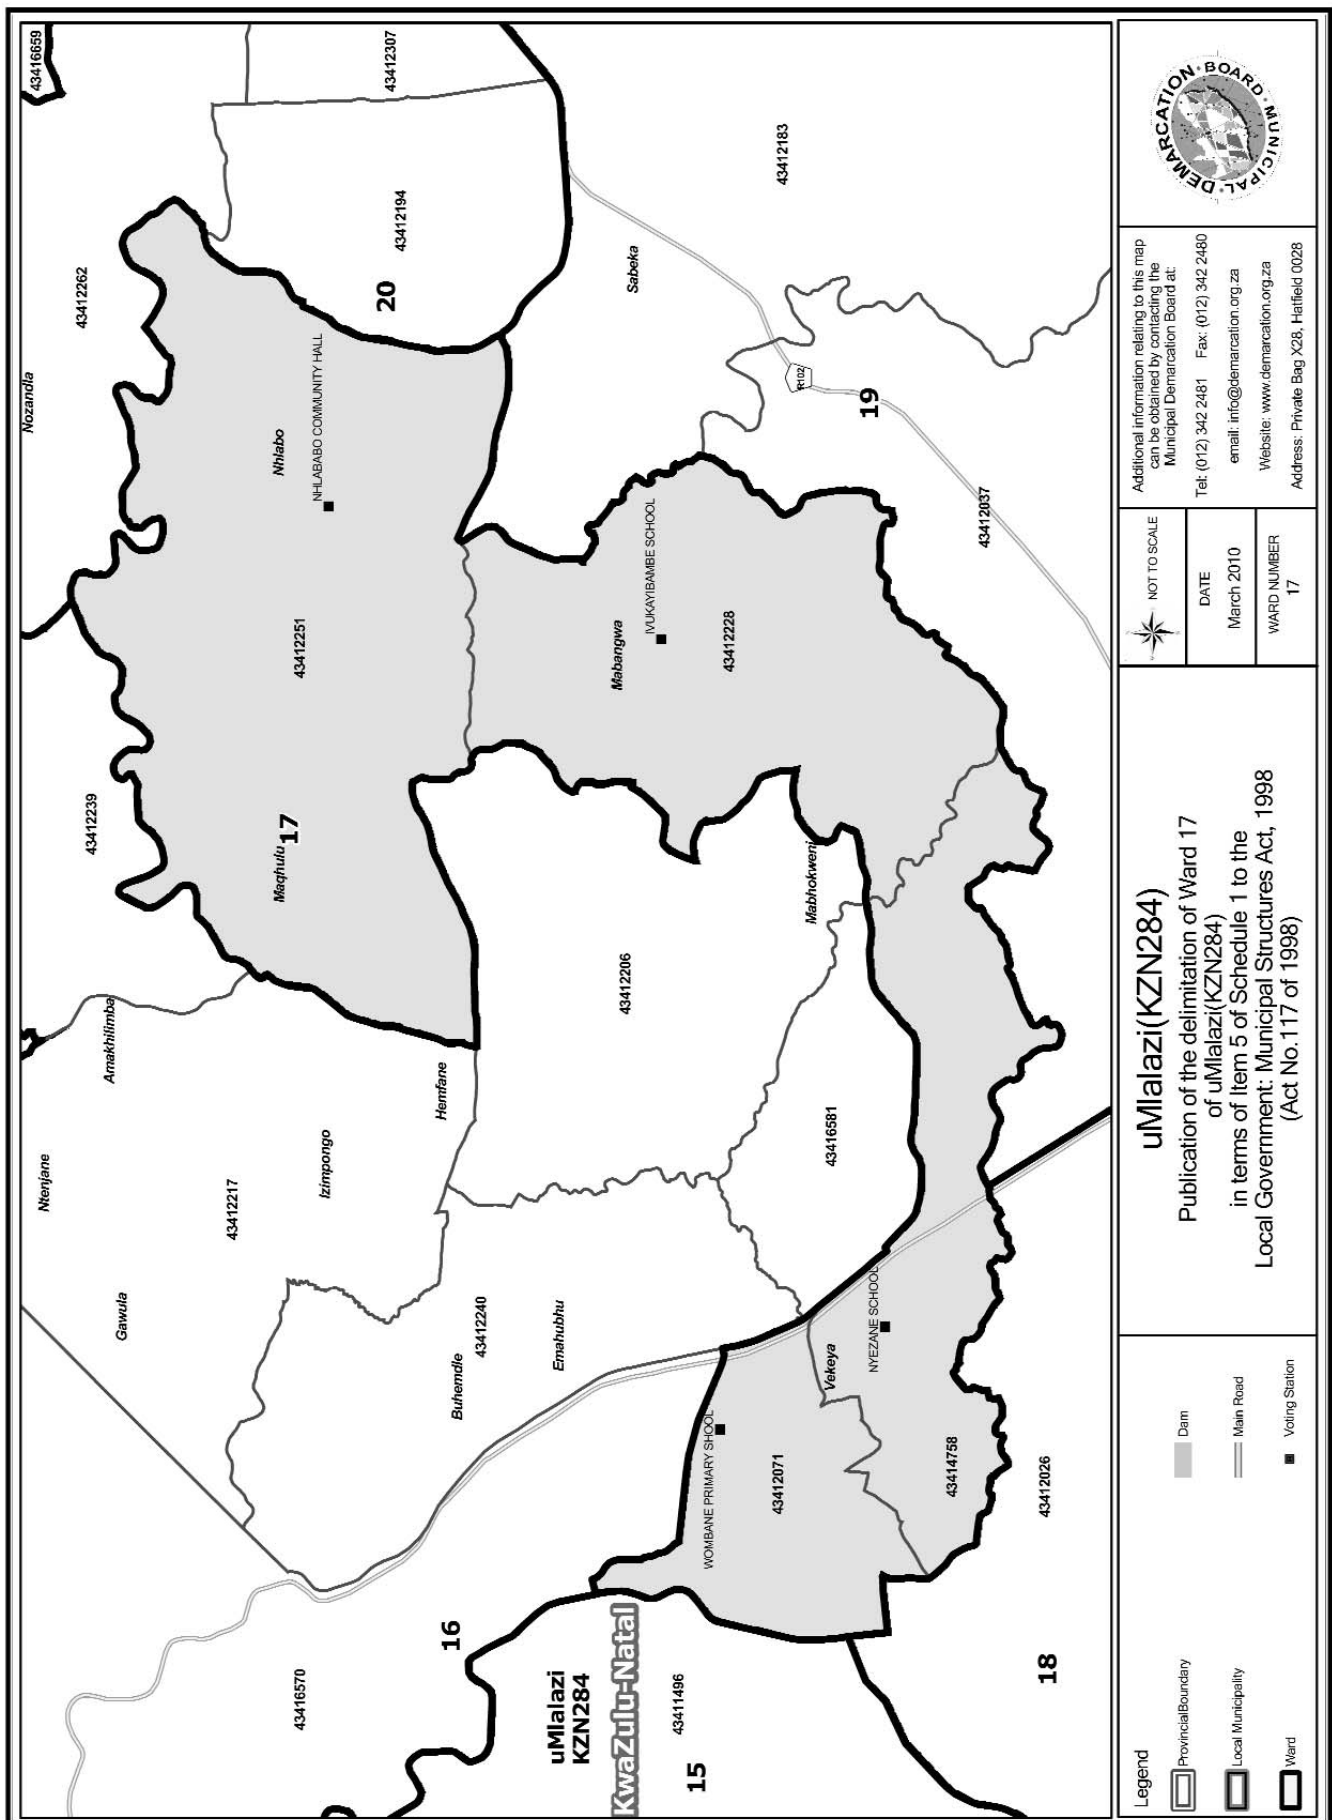 43416659
43412307
43412262
Nozandla
43412194
43412183
20
Sabeka
Nhlabo
NHLABABO COMMUNITY HALL
R102
19
43412037
43412251
IVUKAYIBAMBE SCHOOL
Mabangwa
43412228
43412239
Maqhulu
17
Mabhokweni
43412206
Amakhilimba
Hemfane
Ntenjane
Izimpongo
43412217
43416581
Gawula
43412240
Emahubhu
Buhemdle
NYEZANE SCHOOL
Vekeya
WOMBANE PRIMARY SHOOL
43412071
43414758
43412026
16
43416570
uMlalazi
KZN284
KwaZulu-Natal
43411496
15
18
Legend
ProvincialBoundary
Local Municipality
Ward
Dam
Main Road
Voting Station
uMlalazi(KZN284)
Publication of the delimitation of Ward 17
of uMlalazi(KZN284)
in terms of Item 5 of Schedule 1 to the
Local Government: Municipal Structures Act, 1998
(Act No.117 of 1998)
NOT TO SCALE
DATE
March 2010
WARD NUMBER
17
Additional information relating to this map
can be obtained by contacting the
Municipal Demarcation Board at:
Tel: (012) 342 2481 Fax: (012) 342 2480
email: info@demarcation.org.za
Website: www.demarcation.org.za
Address: Private Bag X28, Hatfield 0028
MUNICIPAL · DEMARCATION · BOARD ·